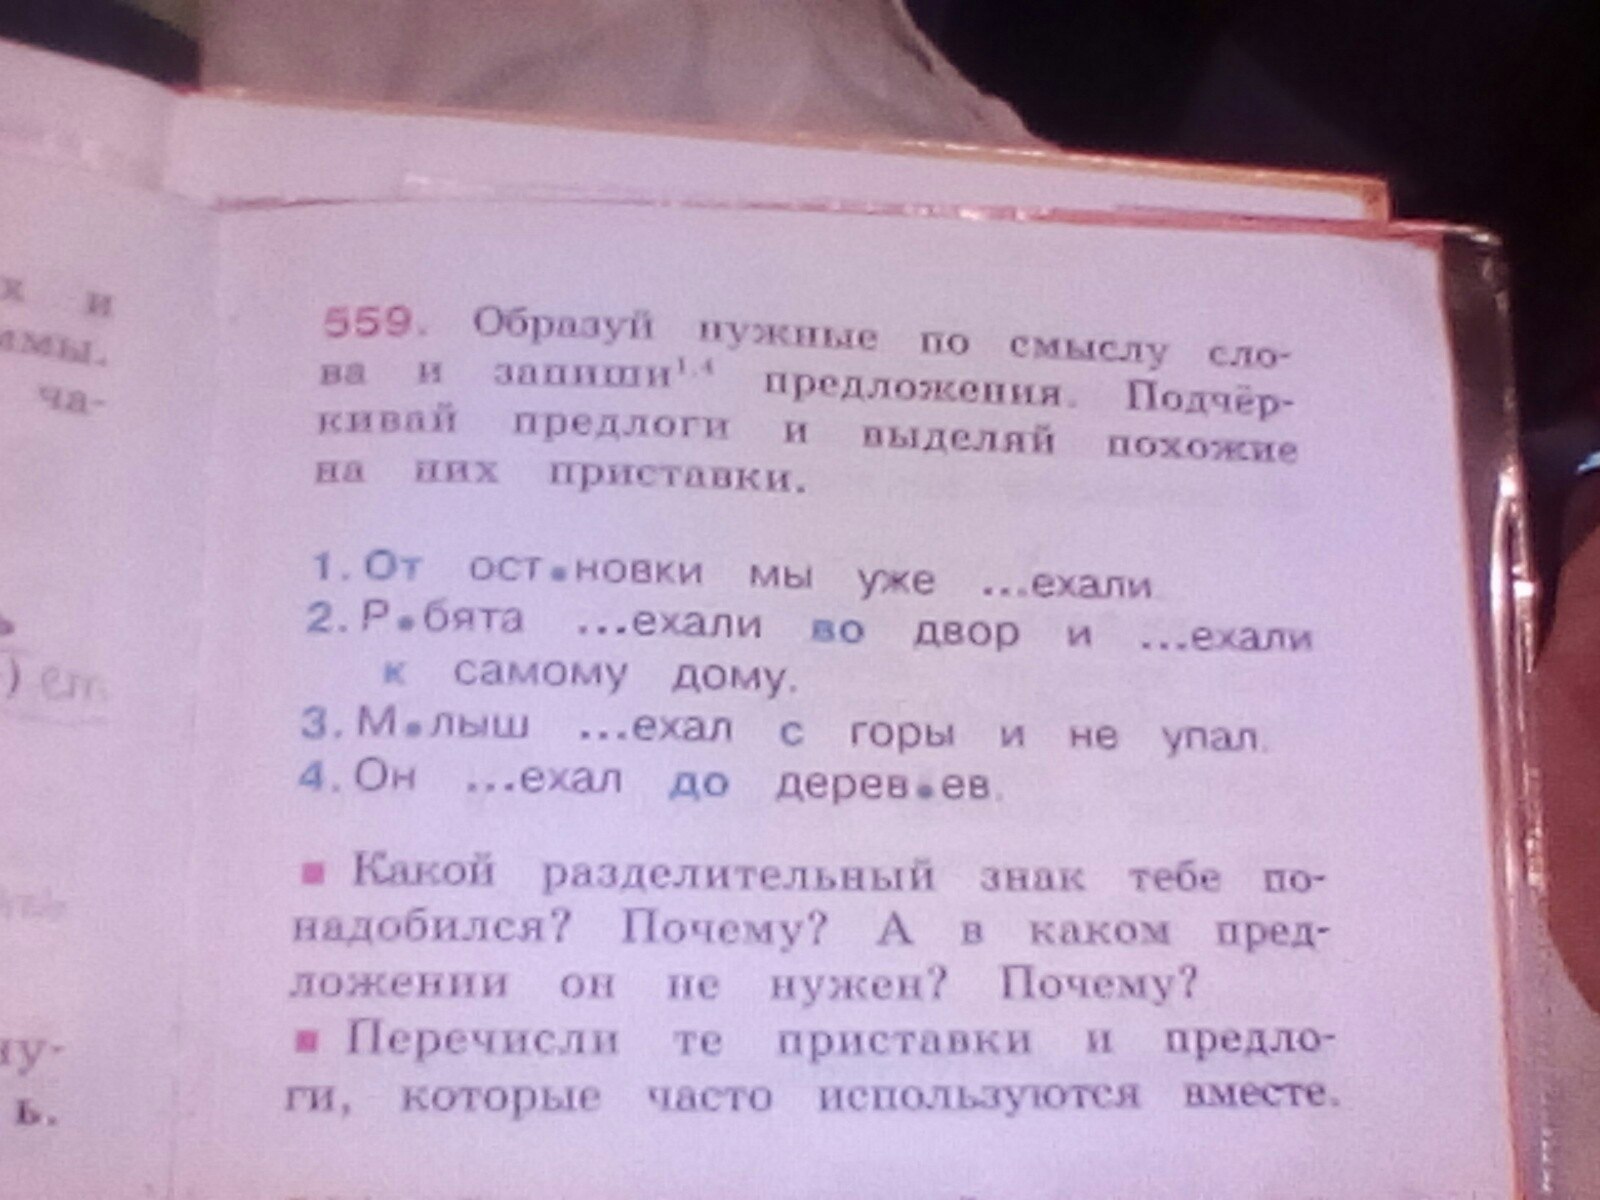 559. Образуй нужные по смыслу сло-
ва и запиши¹,⁴ предложения. Подчёр-
кивай предлоги и выделяй похожие
на них приставки.
1. От ост.новки мы уже ...ехали.
2. Р.бята ...ехали во двор и ...ехали
к самому дому.
3. М.лыш ...ехал с горы и не упал.
4. Он ...ехал до дерев.ев.
▪ Какой разделительный знак тебе по-
надобился? Почему? А в каком пред-
ложении он не нужен? Почему?
▪ Перечисли те приставки и предло-
ги, которые часто используются вместе.
х и
ча-
ет
ну-
ь.